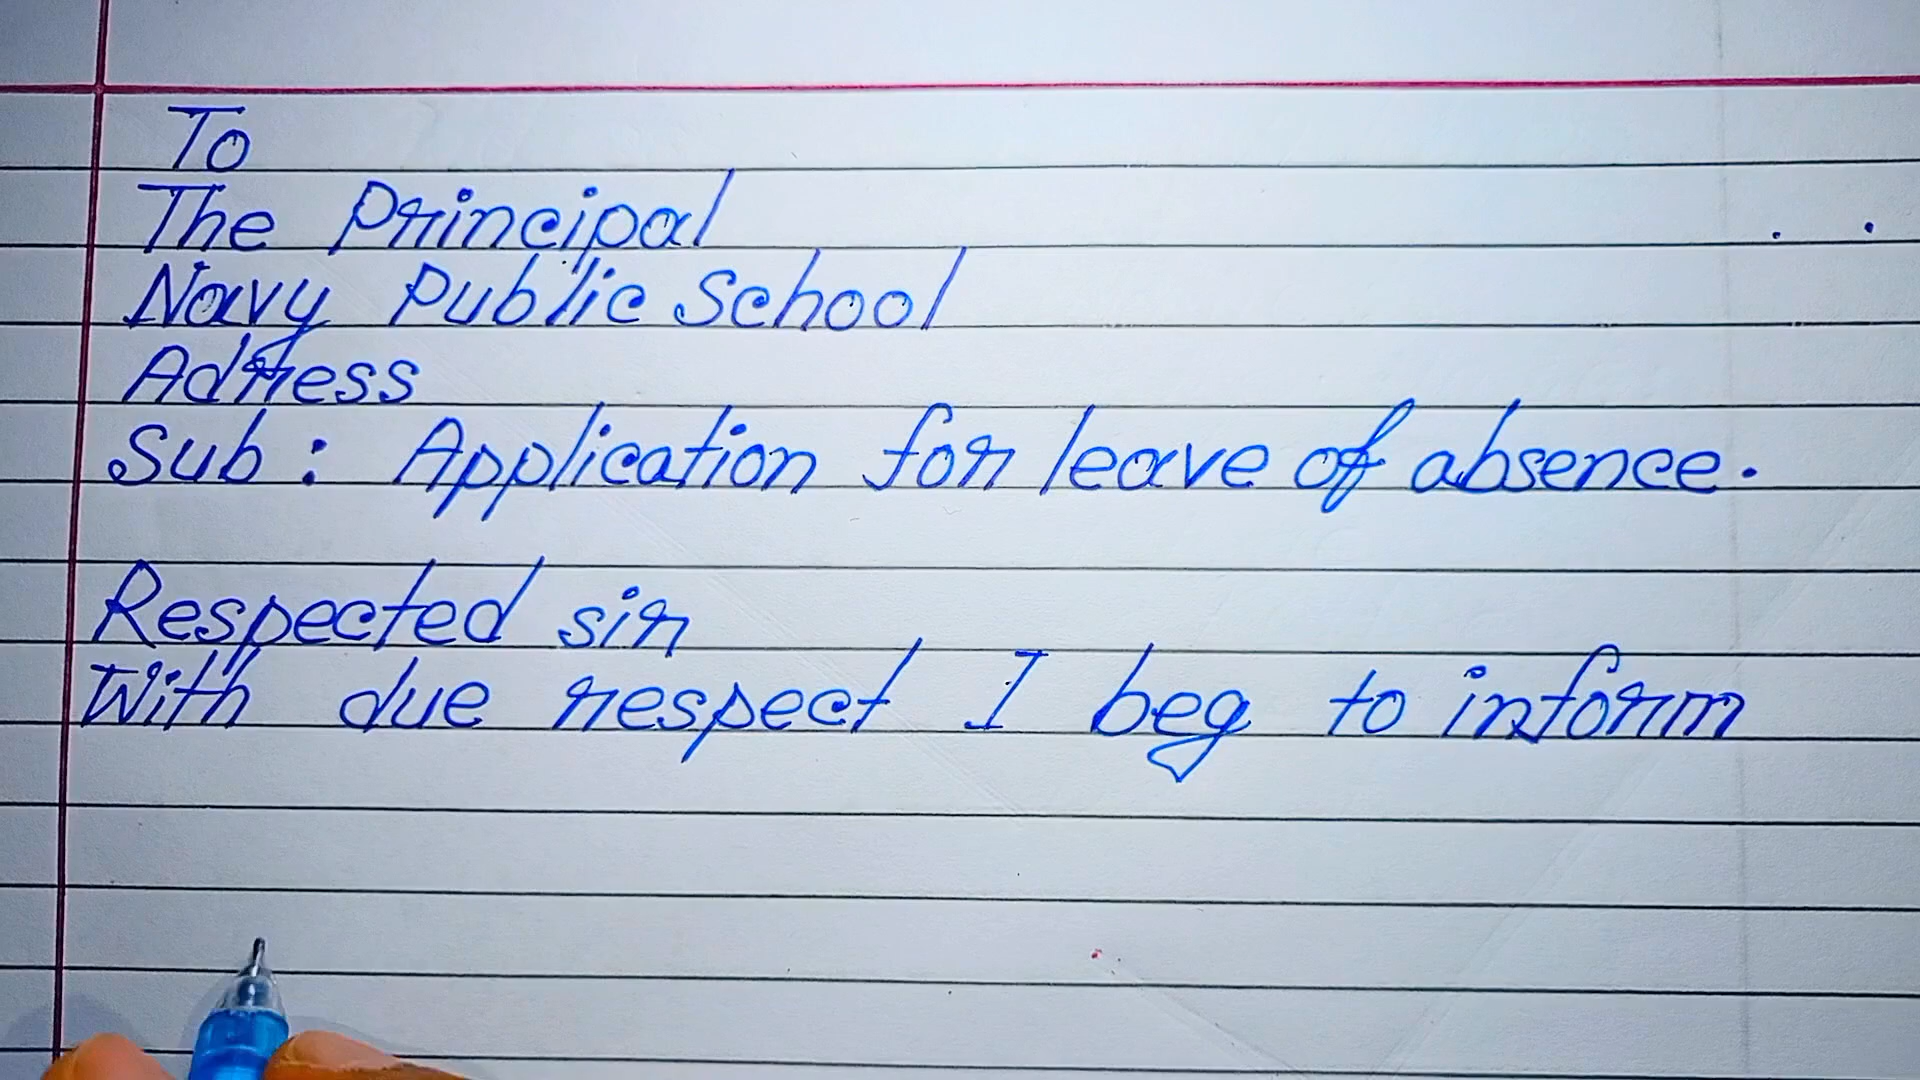 To
The Principal
Navy Public School
Adress
Sub: Application for leave of absence.
Respected sir
With due respect I beg to inform